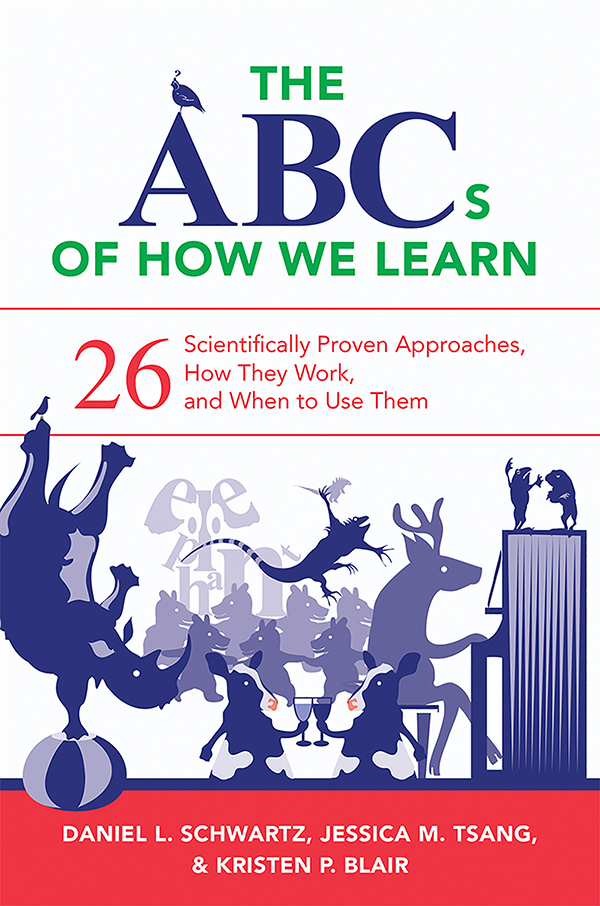 THE
ABCs
OF HOW WE LEARN
26
Scientifically Proven Approaches,
How They Work,
and When to Use Them
elephant
DANIEL L. SCHWARTZ, JESSICA M. TSANG,
& KRISTEN P. BLAIR